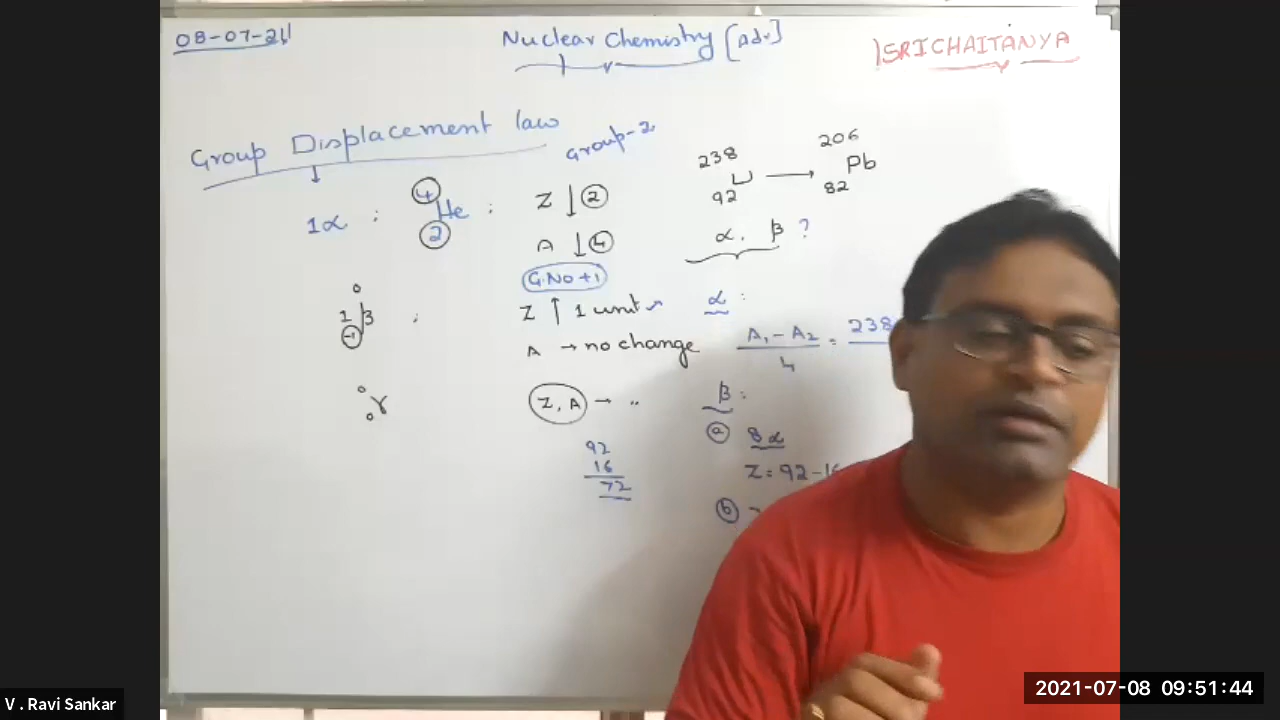 08-07-21
Nuclear Chemistry [adv]
SRICHAITANYA
Group Displacement law
Group-2
1α : 4 2 He : Z ↓ 2
A ↓ 4
238 92 U → 206 82 Pb
α, β ?
G.No+1
0 1β -1 : Z ↑ 1 unit
A → no change
α :
A₁-A₂ / 4 = 238
0 0 γ
Z, A → "
β :
92
16
72
a 8α
Z = 92-16
b
V . Ravi Sankar
2021-07-08 09:51:44